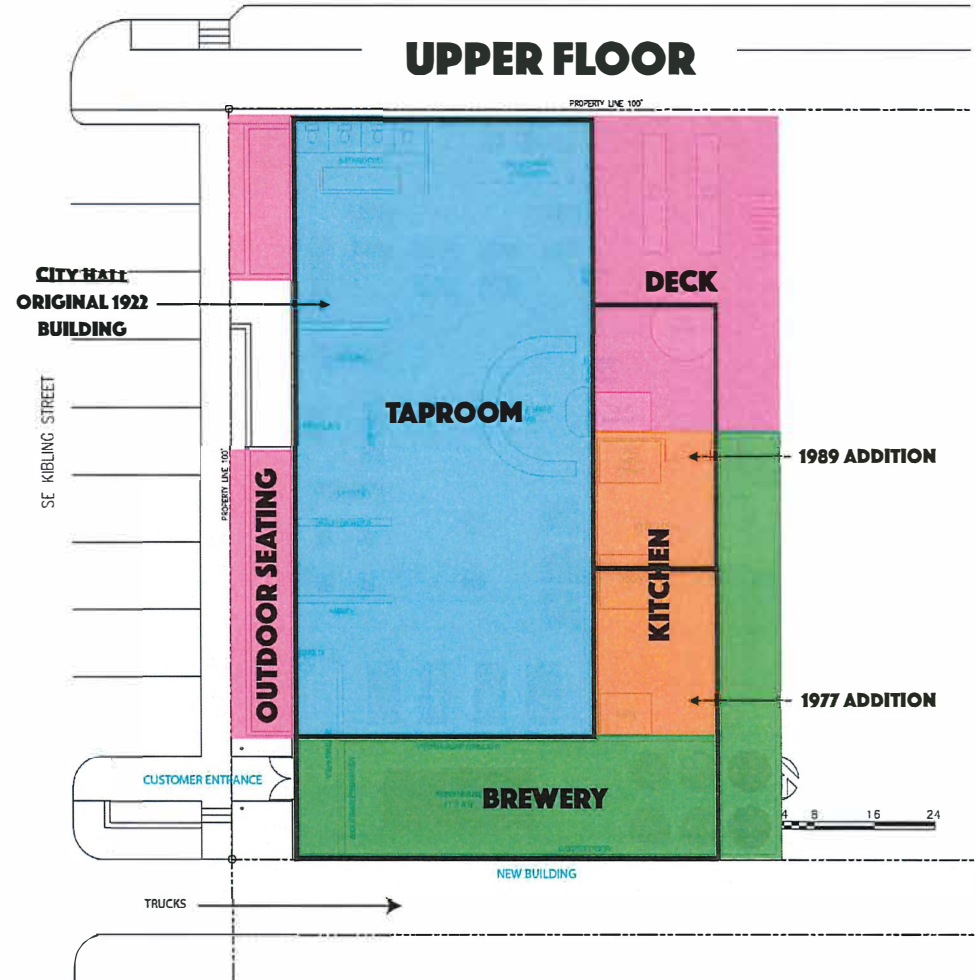 UPPER FLOOR
PROPERTY LINE 100'
DECK
CITY HALL
ORIGINAL 1922
BUILDING
TAPROOM
SE KIBLING STREET
PROPERTY LINE 100'
OUTDOOR SEATING
1989 ADDITION
KITCHEN
1977 ADDITION
CUSTOMER ENTRANCE
BREWERY
4 8 16 24
NEW BUILDING
TRUCKS